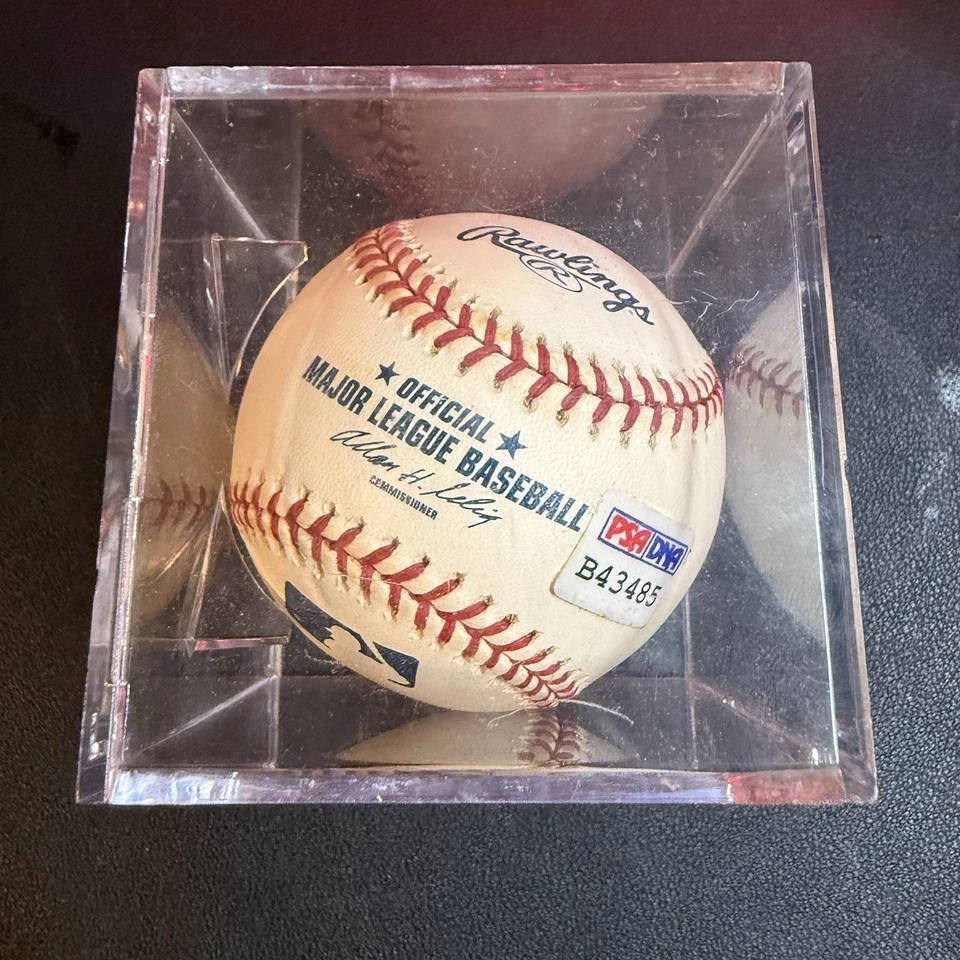 Rawlings
R
OFFICIAL
MAJOR LEAGUE BASEBALL
Allan H. Selig
COMMISSIONER
PSA DNA
B43485